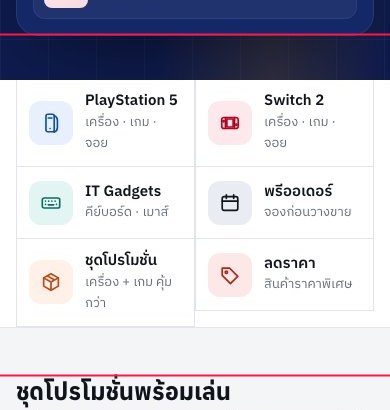 PlayStation 5
เครื่อง · เกม ·
จอย
Switch 2
เครื่อง · เกม ·
จอย
IT Gadgets
คีย์บอร์ด · เมาส์
พรีออเดอร์
จองก่อนวางขาย
ชุดโปรโมชั่น
เครื่อง + เกม คุ้ม
กว่า
ลดราคา
สินค้าราคาพิเศษ
ชุดโปรโมชั่นพร้อมเล่น